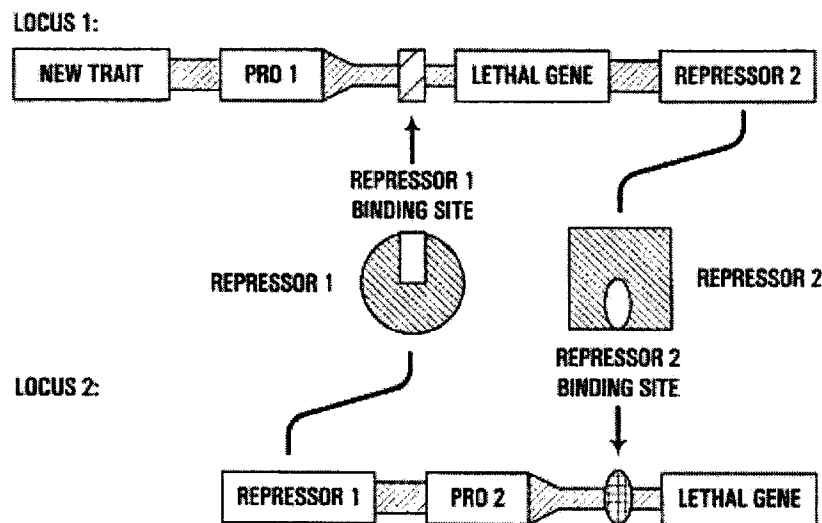 LOCUS 1:
NEW TRAIT PRO 1 LETHAL GENE REPRESSOR 2
REPRESSOR 1
BINDING SITE
REPRESSOR 1
REPRESSOR 2
REPRESSOR 2
BINDING SITE
LOCUS 2:
REPRESSOR 1 PRO 2 LETHAL GENE